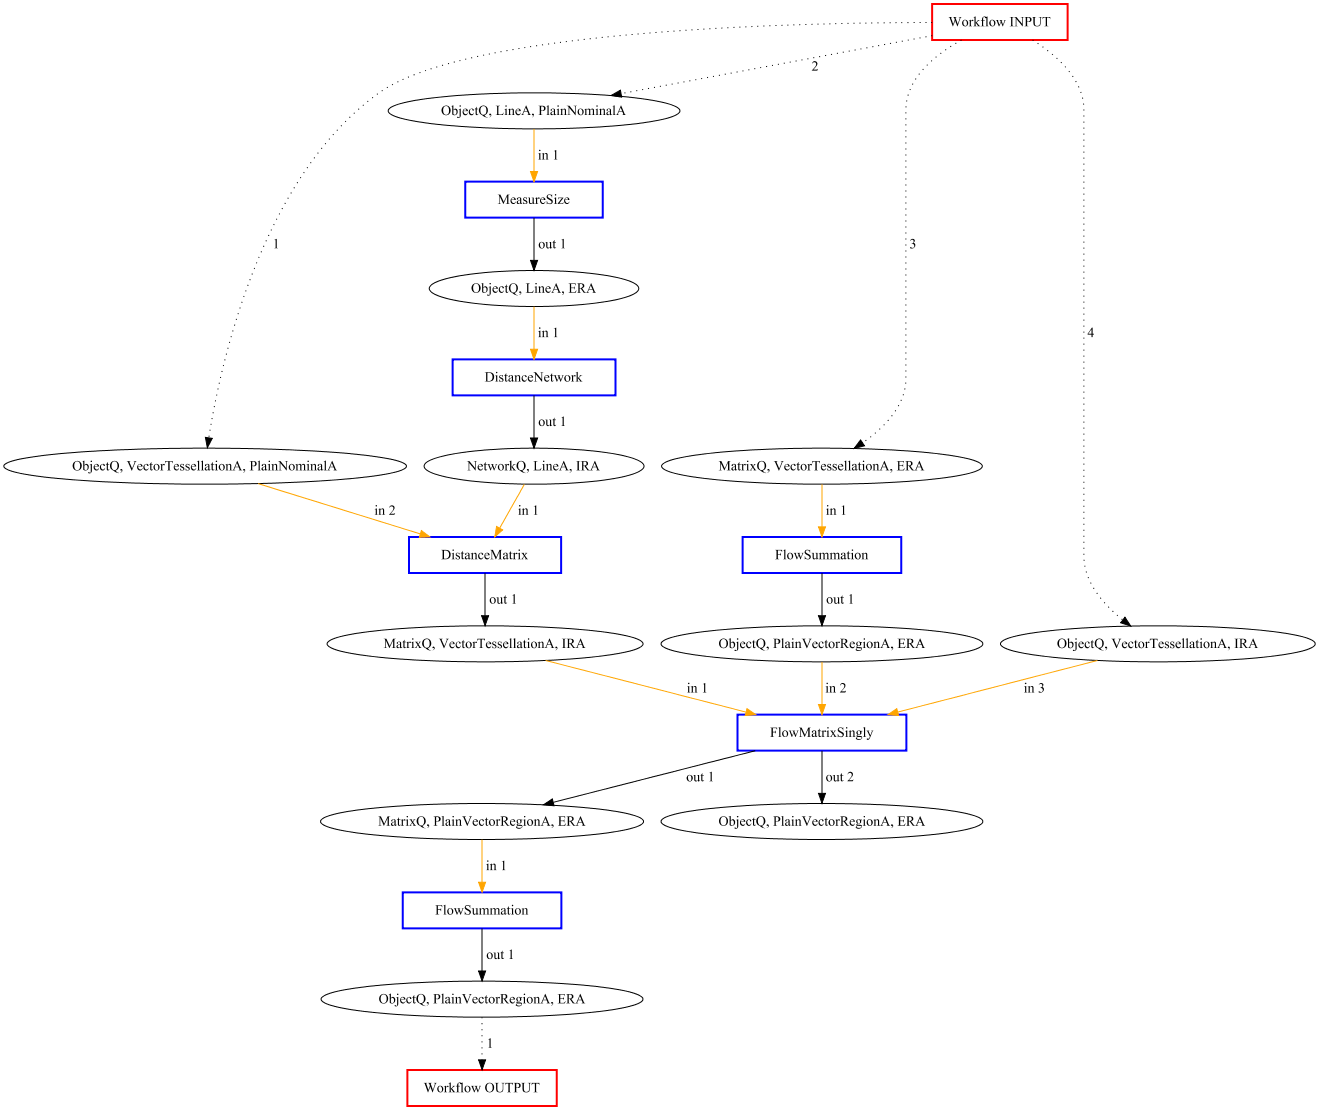 Workflow INPUT
2
ObjectQ, LineA, PlainNominalA
in 1
MeasureSize
1
out 1
3
ObjectQ, LineA, ERA
in 1
4
DistanceNetwork
out 1
ObjectQ, VectorTessellationA, PlainNominalA
NetworkQ, LineA, IRA
MatrixQ, VectorTessellationA, ERA
in 2
in 1
in 1
DistanceMatrix
FlowSummation
out 1
out 1
MatrixQ, VectorTessellationA, IRA
ObjectQ, PlainVectorRegionA, ERA
ObjectQ, VectorTessellationA, IRA
in 1
in 2
in 3
FlowMatrixSingly
out 1
out 2
MatrixQ, PlainVectorRegionA, ERA
ObjectQ, PlainVectorRegionA, ERA
in 1
FlowSummation
out 1
ObjectQ, PlainVectorRegionA, ERA
1
Workflow OUTPUT